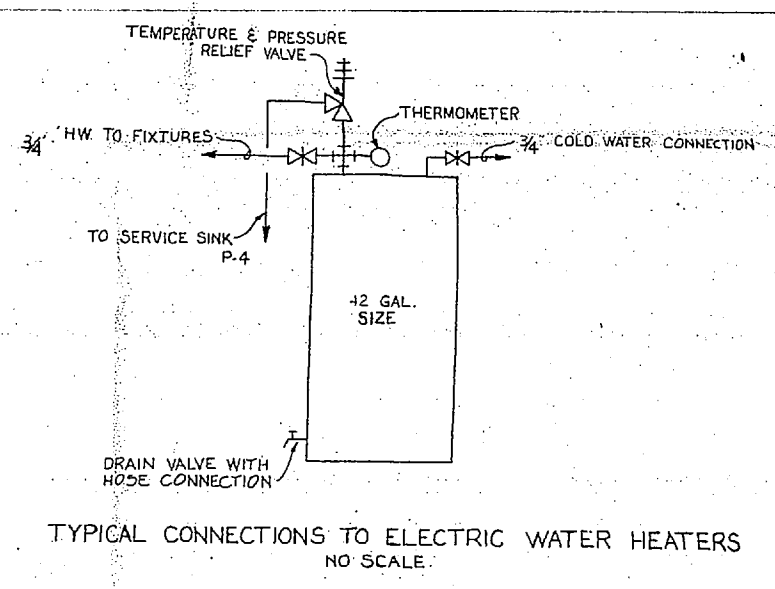 TEMPERATURE & PRESSURE
RELIEF VALVE
THERMOMETER
3/4" HW. TO FIXTURES
3/4" COLD WATER CONNECTION
TO SERVICE SINK
P-4
42 GAL.
SIZE
DRAIN VALVE WITH
HOSE CONNECTION
TYPICAL CONNECTIONS TO ELECTRIC WATER HEATERS
NO SCALE.